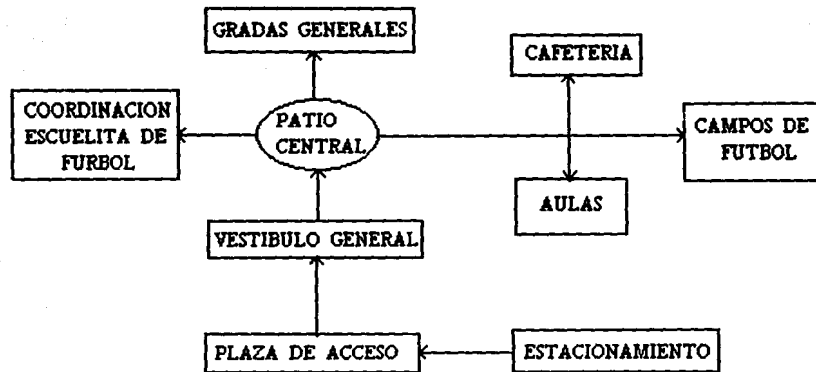 GRADAS GENERALES
CAFETERIA
COORDINACION
ESCUELITA DE
FURBOL
PATIO
CENTRAL
CAMPOS DE
FUTBOL
AULAS
VESTIBULO GENERAL
PLAZA DE ACCESO
ESTACIONAMIENTO